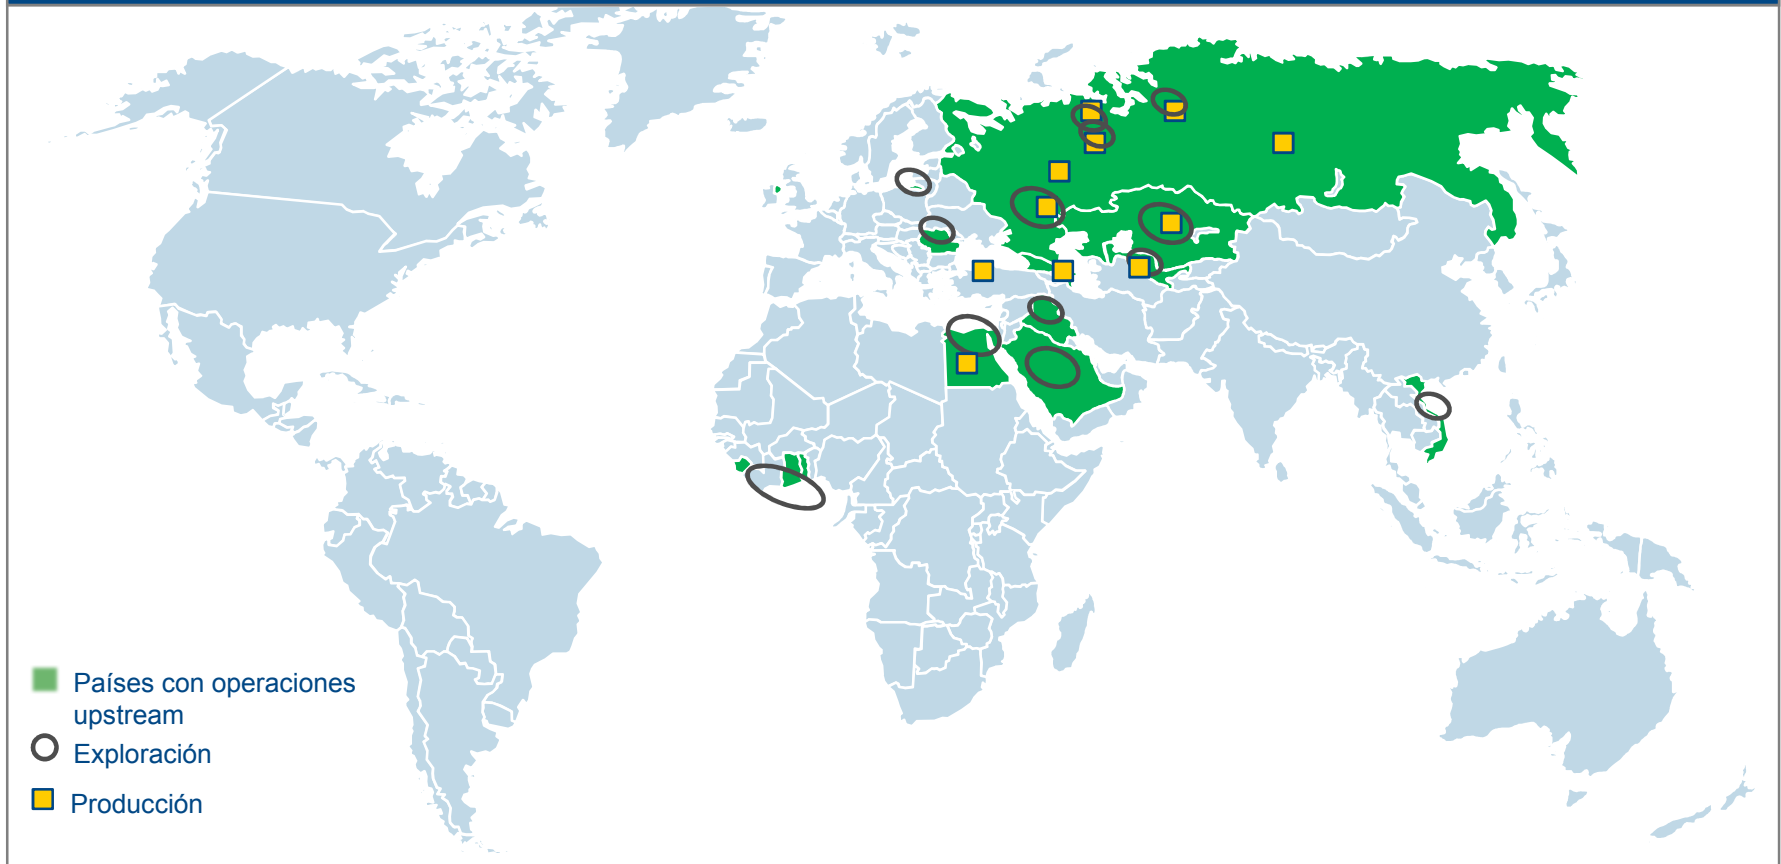 Países con operaciones
upstream
Exploración
Producción